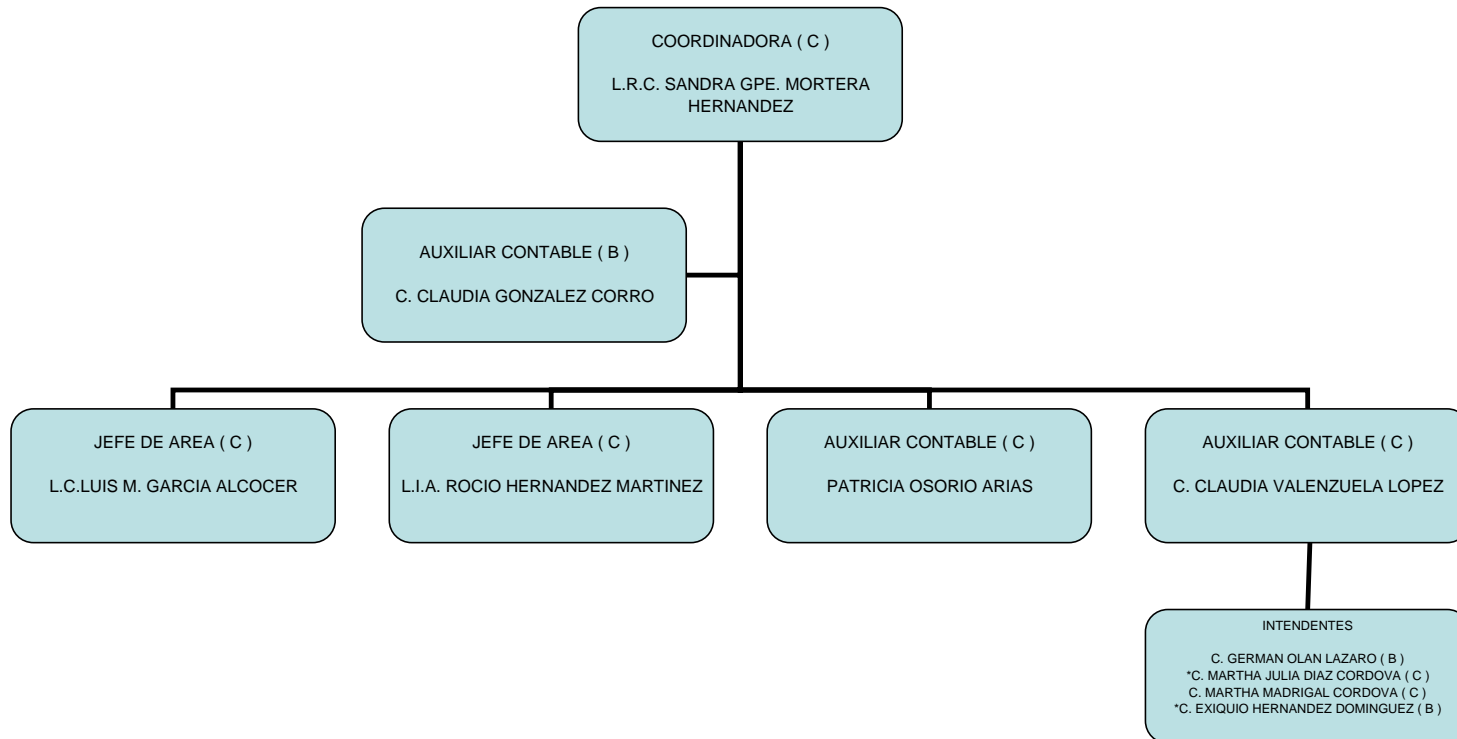 COORDINADORA ( C )
L.R.C. SANDRA GPE. MORTERA
HERNANDEZ
AUXILIAR CONTABLE ( B )
C. CLAUDIA GONZALEZ CORRO
JEFE DE AREA ( C )
L.C.LUIS M. GARCIA ALCOCER
JEFE DE AREA ( C )
L.I.A. ROCIO HERNANDEZ MARTINEZ
AUXILIAR CONTABLE ( C )
PATRICIA OSORIO ARIAS
AUXILIAR CONTABLE ( C )
C. CLAUDIA VALENZUELA LOPEZ
INTENDENTES
C. GERMAN OLAN LAZARO ( B )
*C. MARTHA JULIA DIAZ CORDOVA ( C )
C. MARTHA MADRIGAL CORDOVA ( C )
*C. EXIQUIO HERNANDEZ DOMINGUEZ ( B )